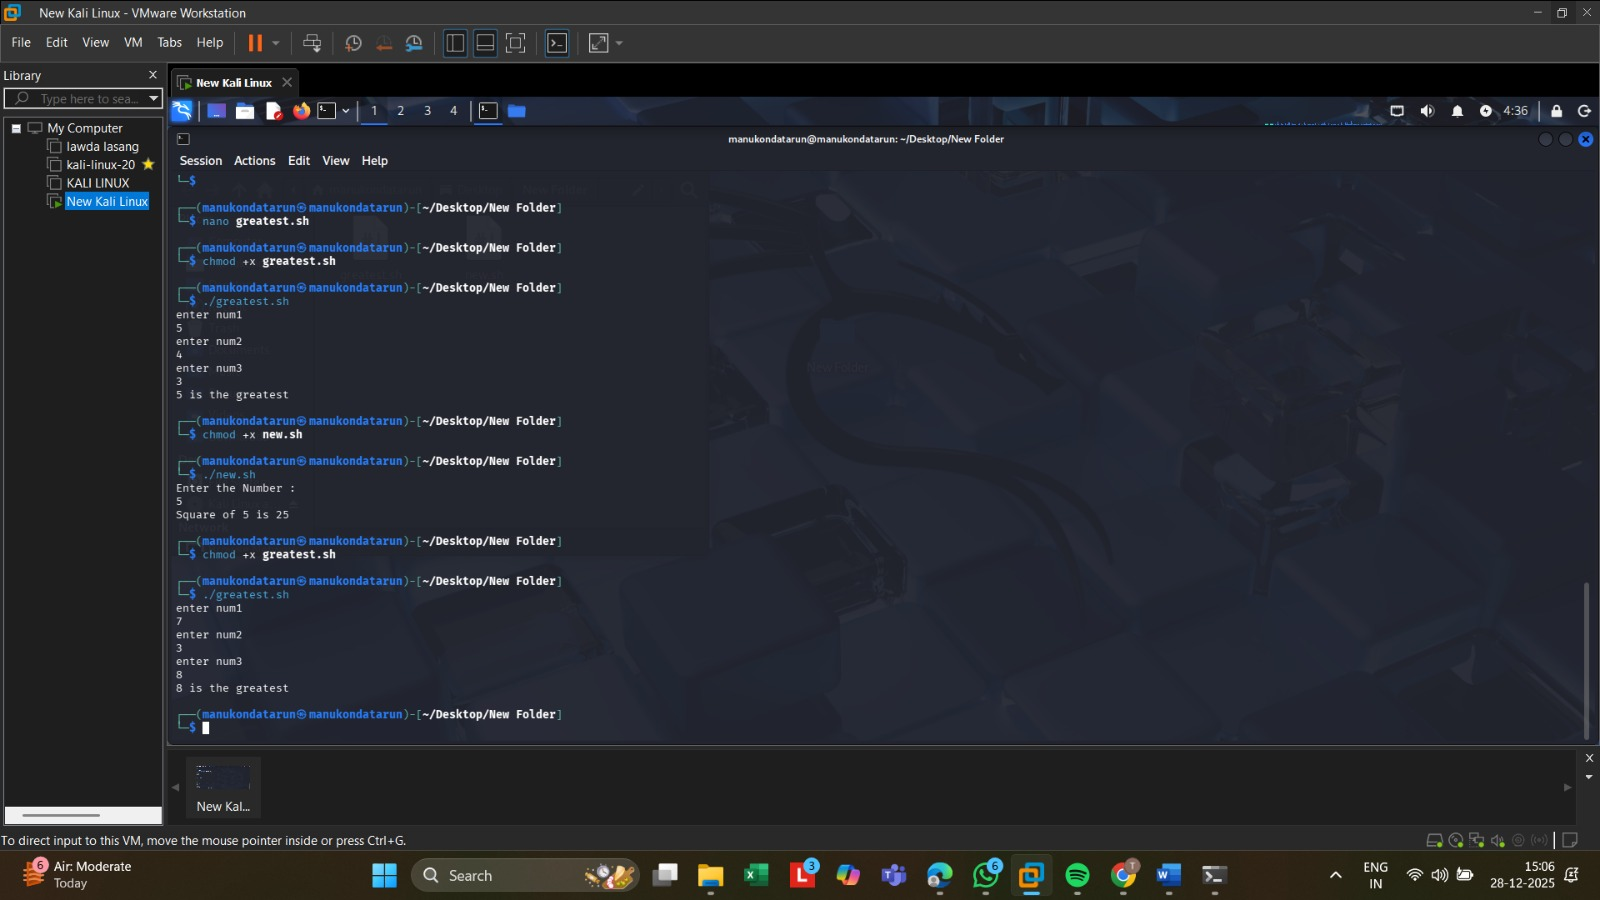 New Kali Linux - VMware Workstation
File Edit View VM Tabs Help
Library
Type here to sea...
My Computer
lawda lasang
kali-linux-20
KALI LINUX
New Kali Linux
New Kali Linux
1 2 3 4
4:36
manukondatarun@manukondatarun: ~/Desktop/New Folder
Session Actions Edit View Help
└─$
┌──(manukondatarun㉿manukondatarun)-[~/Desktop/New Folder]
└─$ nano greatest.sh
┌──(manukondatarun㉿manukondatarun)-[~/Desktop/New Folder]
└─$ chmod +x greatest.sh
┌──(manukondatarun㉿manukondatarun)-[~/Desktop/New Folder]
└─$ ./greatest.sh
enter num1
5
enter num2
4
enter num3
3
5 is the greatest
┌──(manukondatarun㉿manukondatarun)-[~/Desktop/New Folder]
└─$ chmod +x new.sh
┌──(manukondatarun㉿manukondatarun)-[~/Desktop/New Folder]
└─$ ./new.sh
Enter the Number :
5
Square of 5 is 25
┌──(manukondatarun㉿manukondatarun)-[~/Desktop/New Folder]
└─$ chmod +x greatest.sh
┌──(manukondatarun㉿manukondatarun)-[~/Desktop/New Folder]
└─$ ./greatest.sh
enter num1
7
enter num2
3
enter num3
8
8 is the greatest
┌──(manukondatarun㉿manukondatarun)-[~/Desktop/New Folder]
└─$
New Folder
New Kal...
To direct input to this VM, move the mouse pointer inside or press Ctrl+G.
6
Air: Moderate
Today
Search
3
6
T
ENG
IN
15:06
28-12-2025